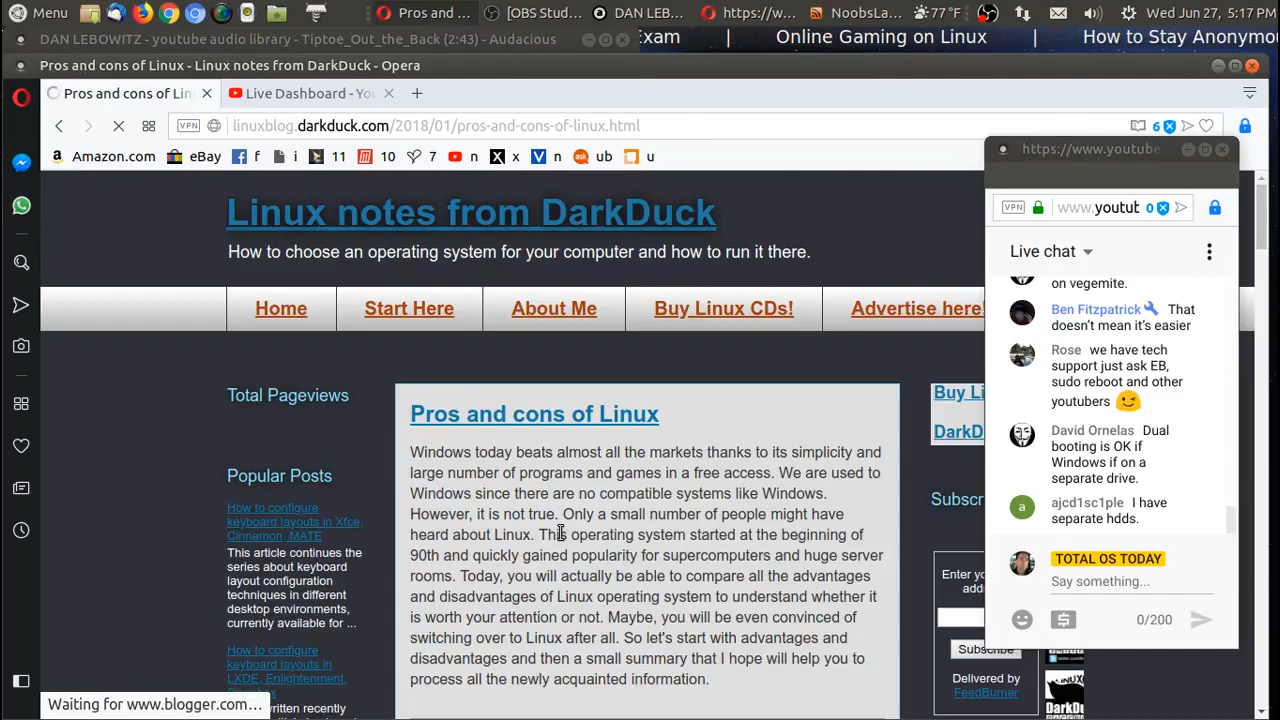 Menu
Pros and ...
[OBS Stud...
DAN LEBO...
https://w...
NoobsLa...
77 °F
Wed Jun 27, 5:17 PM
DAN LEBOWITZ - youtube audio library - Tiptoe_Out_the_Back (2:43) - Audacious
Exam | Online Gaming on Linux | How to Stay Anonymo
Pros and cons of Linux - Linux notes from DarkDuck - Opera
Pros and cons of Lin
Live Dashboard - Yo
VPN
linuxblog.darkduck.com/2018/01/pros-and-cons-of-linux.html
6
Amazon.com eBay f i 11 10 7 n x n ub u
Linux notes from DarkDuck
How to choose an operating system for your computer and how to run it there.
Home
Start Here
About Me
Buy Linux CDs!
Advertise here!
Total Pageviews
Popular Posts
How to configure
keyboard layouts in Xfce,
Cinnamon, MATE
This article continues the
series about keyboard
layout configuration
techniques in different
desktop environments,
currently available for ...
How to configure
keyboard layouts in
LXDE, Enlightenment,
written recently
Pros and cons of Linux
Windows today beats almost all the markets thanks to its simplicity and
large number of programs and games in a free access. We are used to
Windows since there are no compatible systems like Windows.
However, it is not true. Only a small number of people might have
heard about Linux. This operating system started at the beginning of
90th and quickly gained popularity for supercomputers and huge server
rooms. Today, you will actually be able to compare all the advantages
and disadvantages of Linux operating system to understand whether it
is worth your attention or not. Maybe, you will be even convinced of
switching over to Linux after all. So let's start with advantages and
disadvantages and then a small summary that I hope will help you to
process all the newly acquainted information.
Buy Li
DarkD
Subscr
Enter yo
add
Subscribe
Delivered by
FeedBurner
https://www.youtube.
VPN
www.youtub
0
Live chat
on vegemite.
Ben Fitzpatrick That
doesn't mean it's easier
Rose we have tech
support just ask EB,
sudo reboot and other
youtubers
David Ornelas Dual
booting is OK if
Windows if on a
separate drive.
ajcd1sc1ple I have
separate hdds.
TOTAL OS TODAY
Say something...
0/200
Waiting for www.blogger.com...